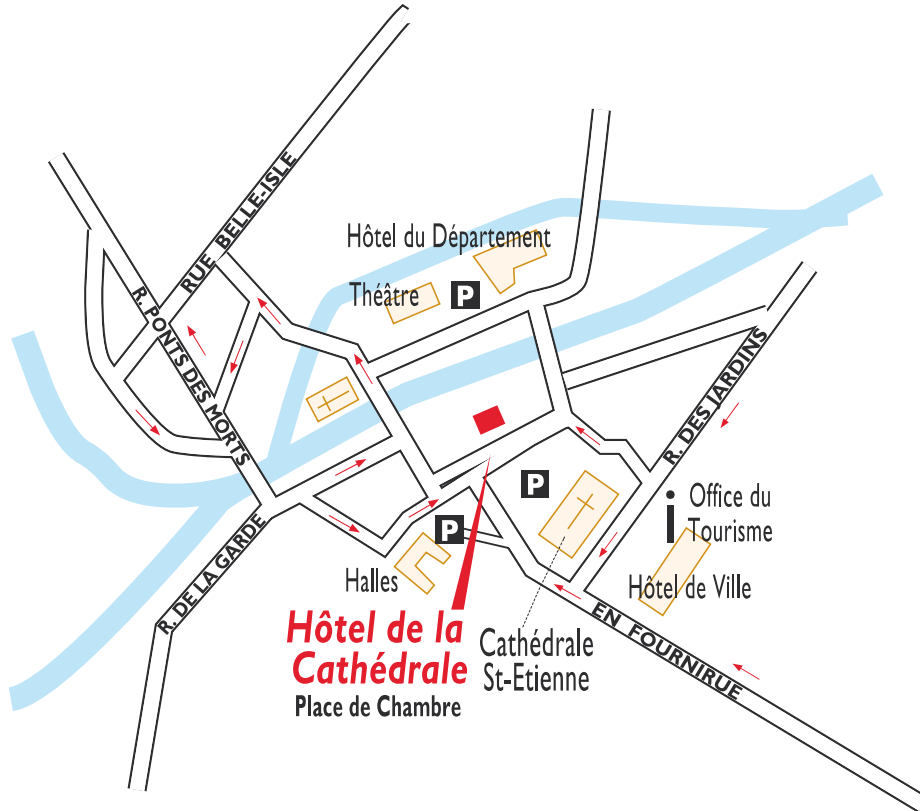 RUE BELLE-ISLE
Hôtel du Département
P
Théâtre
R. PONTS DES MORTS
R. DES JARDINS
P
i
Office du
Tourisme
P
Halles
R. DE LA GARDE
Hôtel de Ville
EN FOURNIRUE
Hôtel de la
Cathédrale
Place de Chambre
Cathédrale
St-Etienne